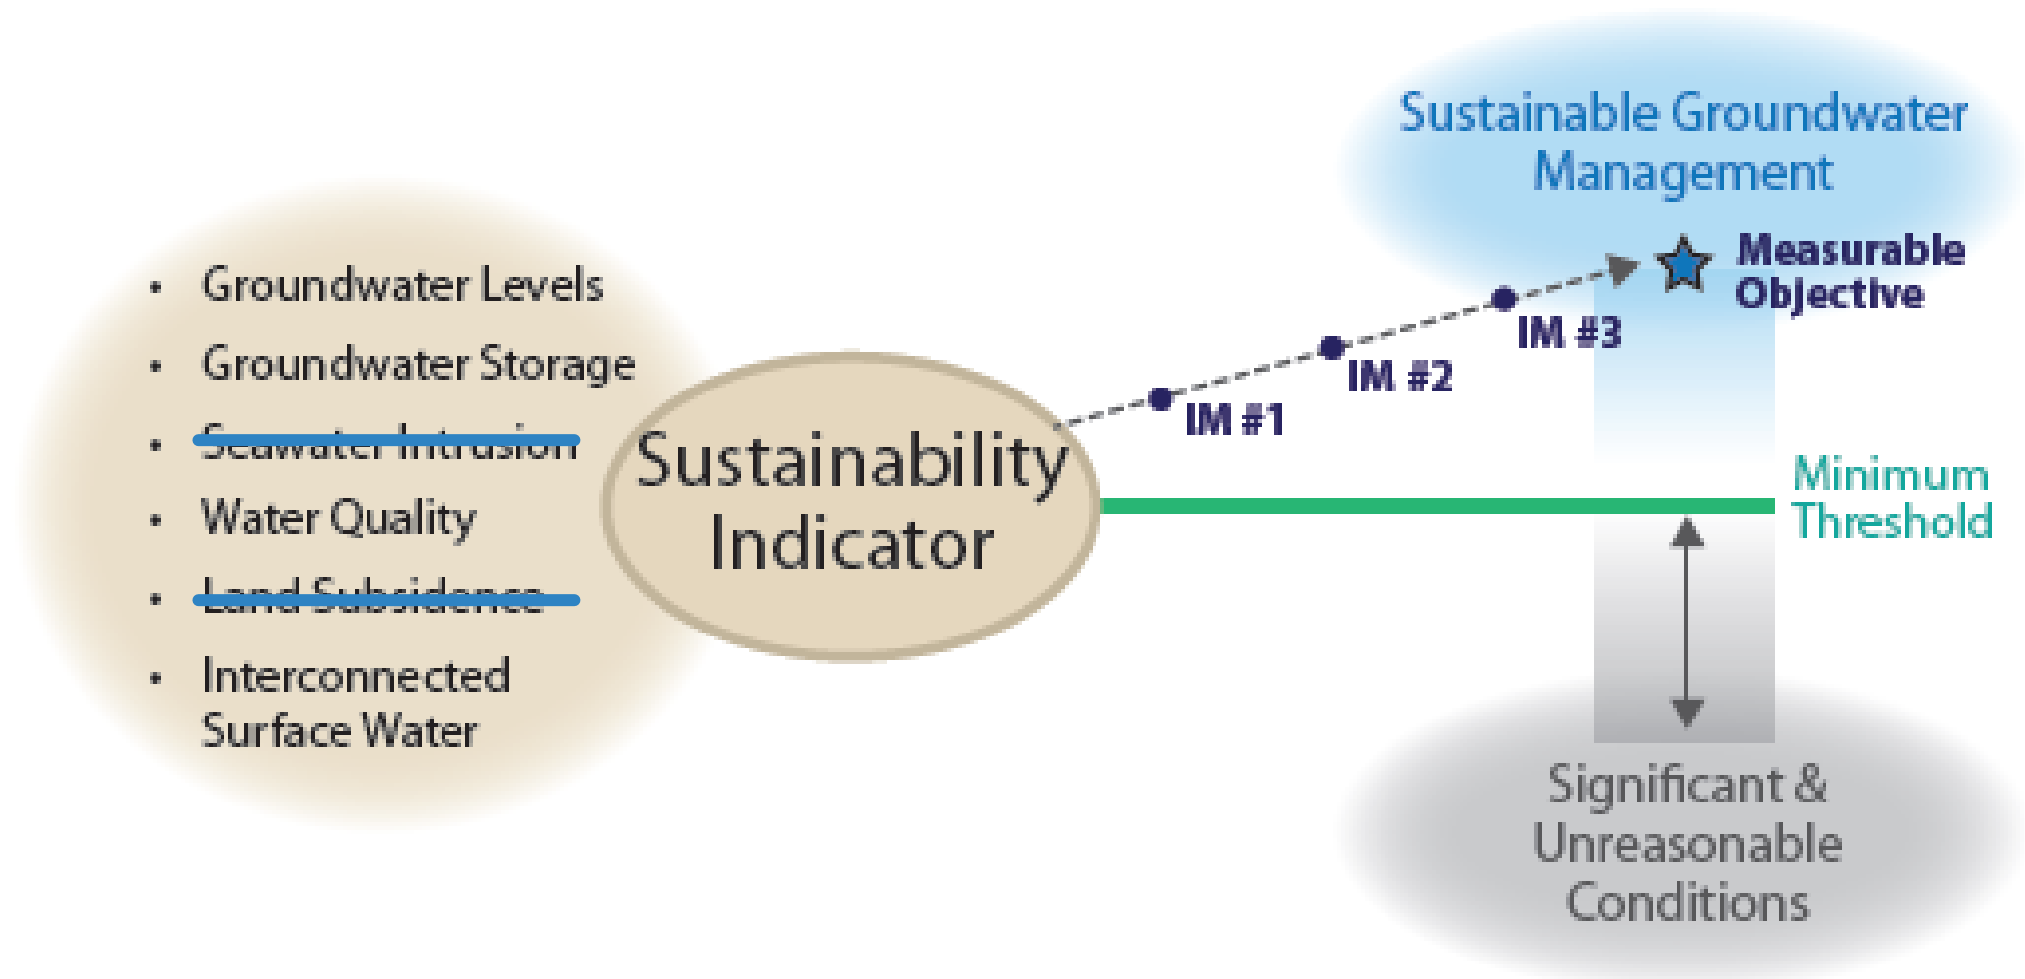 • Groundwater Levels
• Groundwater Storage
• Seawater Intrusion
• Water Quality
• Land Subsidence
• Interconnected
Surface Water
Sustainability
Indicator
IM #1
IM #2
IM #3
Sustainable Groundwater
Management
Measurable
Objective
Minimum
Threshold
Significant &
Unreasonable
Conditions